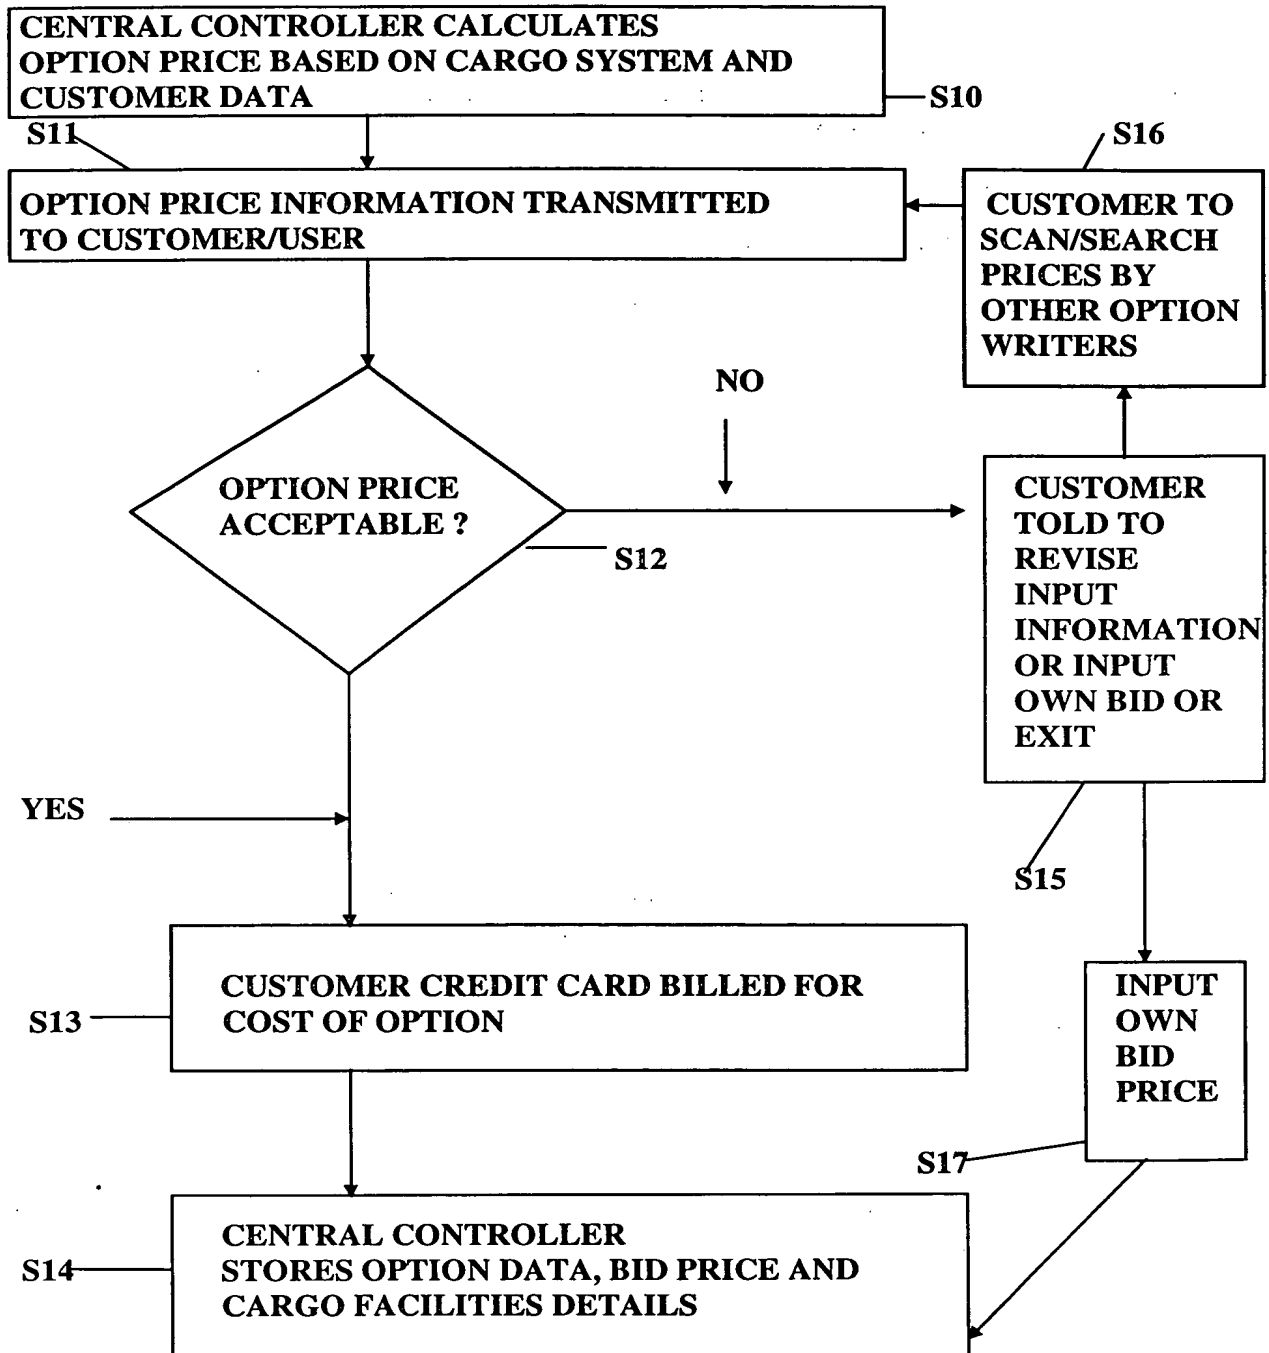 CENTRAL CONTROLLER CALCULATES
OPTION PRICE BASED ON CARGO SYSTEM AND
CUSTOMER DATA
S10
S11
OPTION PRICE INFORMATION TRANSMITTED
TO CUSTOMER/USER
S16
CUSTOMER TO
SCAN/SEARCH
PRICES BY
OTHER OPTION
WRITERS
NO
OPTION PRICE
ACCEPTABLE ?
S12
CUSTOMER
TOLD TO
REVISE
INPUT
INFORMATION
OR INPUT
OWN BID OR
EXIT
YES
S15
CUSTOMER CREDIT CARD BILLED FOR
COST OF OPTION
S13
INPUT
OWN
BID
PRICE
S17
CENTRAL CONTROLLER
STORES OPTION DATA, BID PRICE AND
CARGO FACILITIES DETAILS
S14